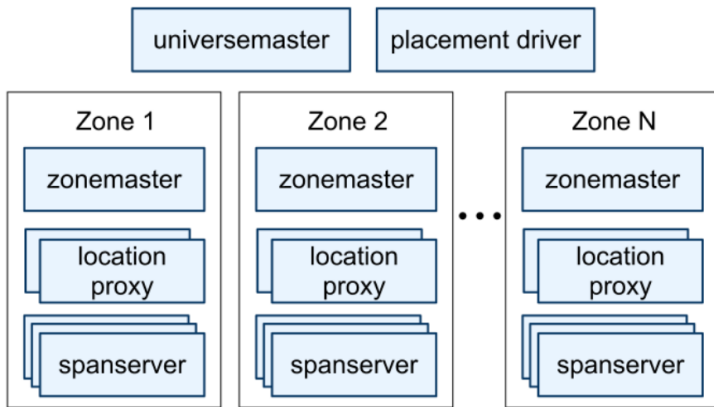 universemaster
placement driver
Zone 1
zonemaster
location
proxy
spanserver
Zone 2
zonemaster
location
proxy
spanserver
...
Zone N
zonemaster
location
proxy
spanserver